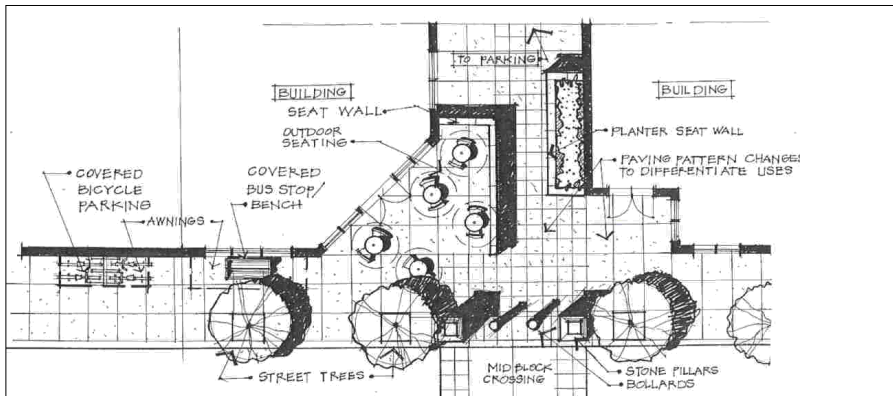 TO PARKING
BUILDING
BUILDING
SEAT WALL
OUTDOOR
SEATING
PLANTER SEAT WALL
PAVING PATTERN CHANGES
TO DIFFERENTIATE USES
COVERED
BICYCLE
PARKING
COVERED
BUS STOP/
BENCH
AWNINGS
STREET TREES
MID BLOCK
CROSSING
STONE PILLARS
BOLLARDS